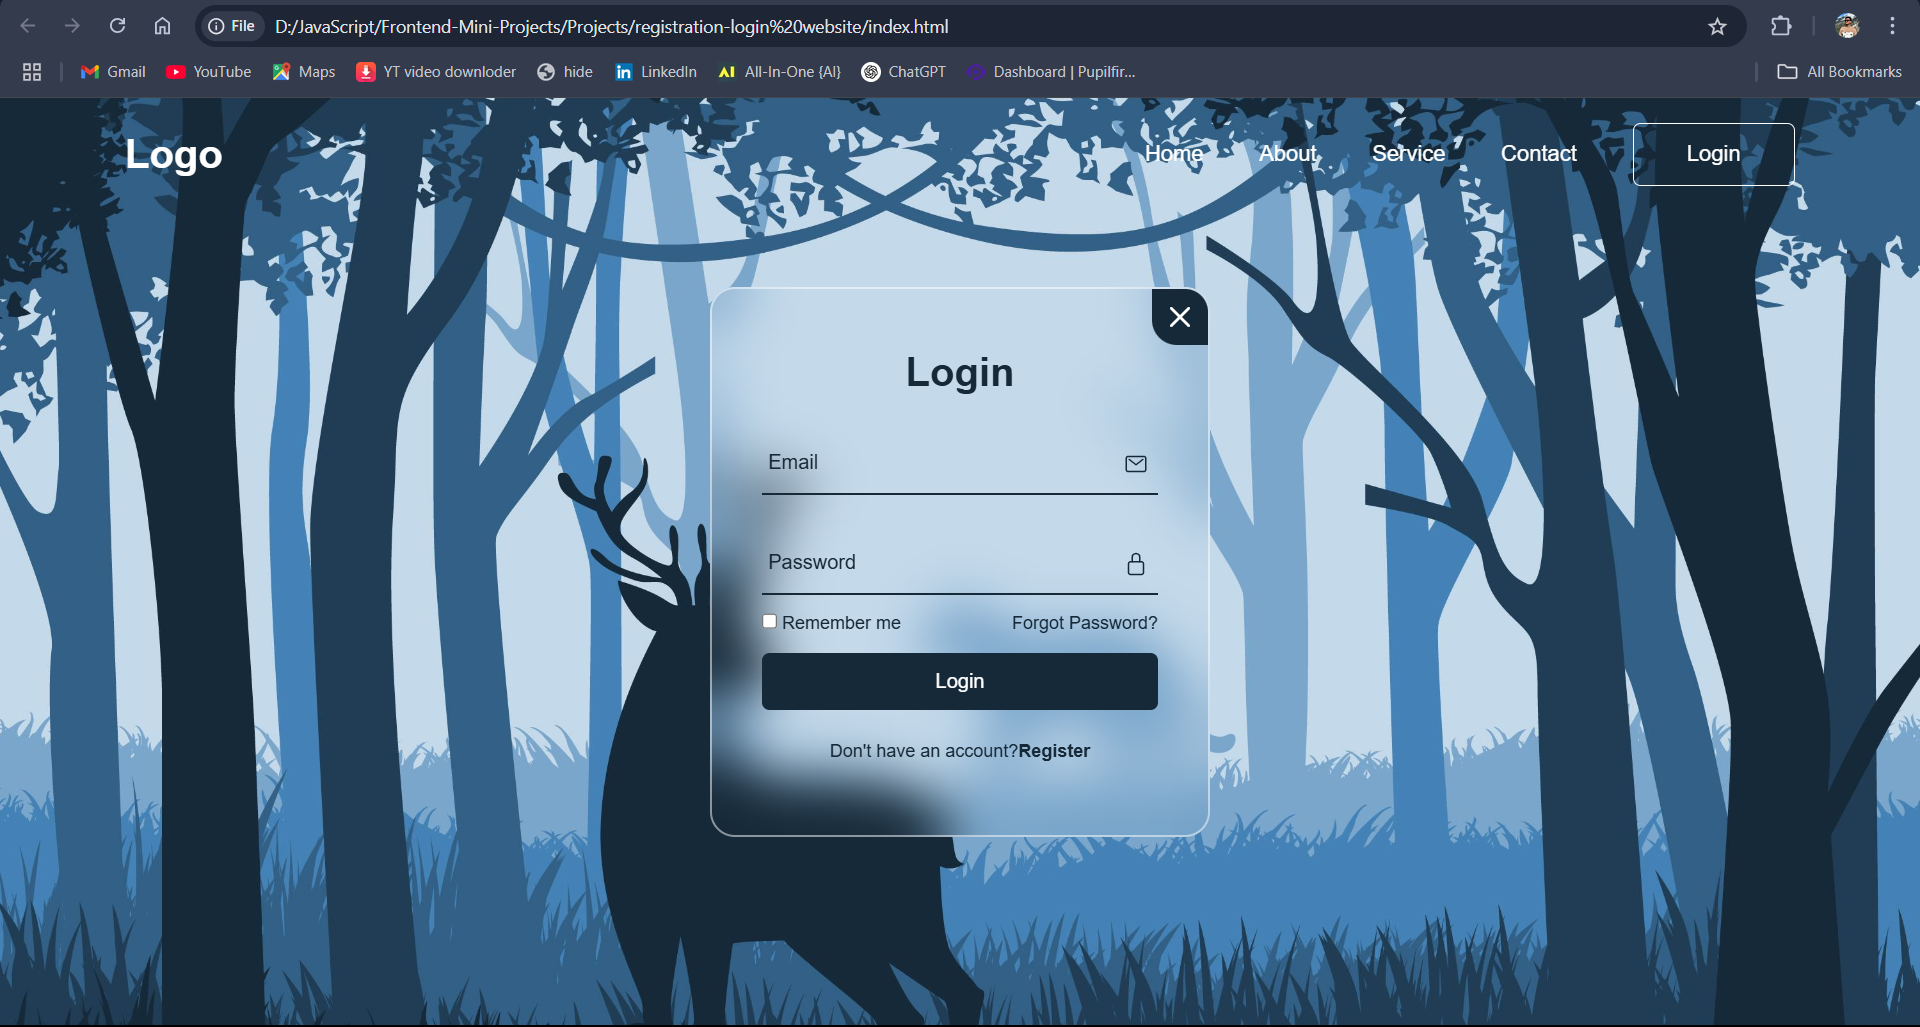 File D:/JavaScript/Frontend-Mini-Projects/Projects/registration-login%20website/index.html
Gmail YouTube Maps YT video downloder hide LinkedIn All-In-One {AI} ChatGPT Dashboard | Pupilfir... All Bookmarks
Logo Home About Service Contact Login
Login
Email
Password
Remember me Forgot Password?
Login
Don't have an account?Register